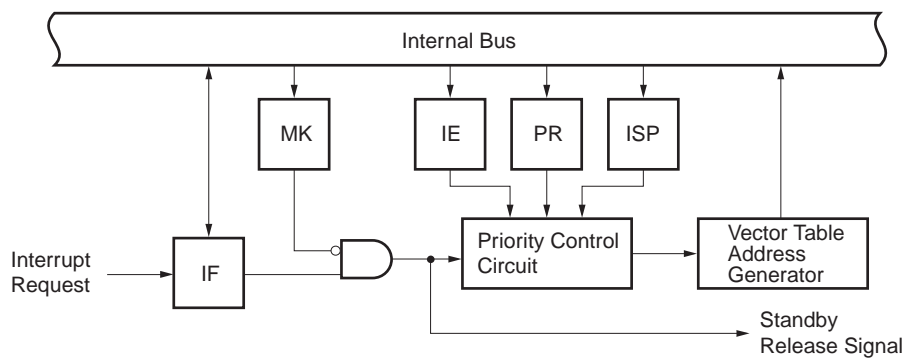 Internal Bus
MK
IE
PR
ISP
Interrupt
Request
IF
Priority Control
Circuit
Vector Table
Address
Generator
Standby
Release Signal